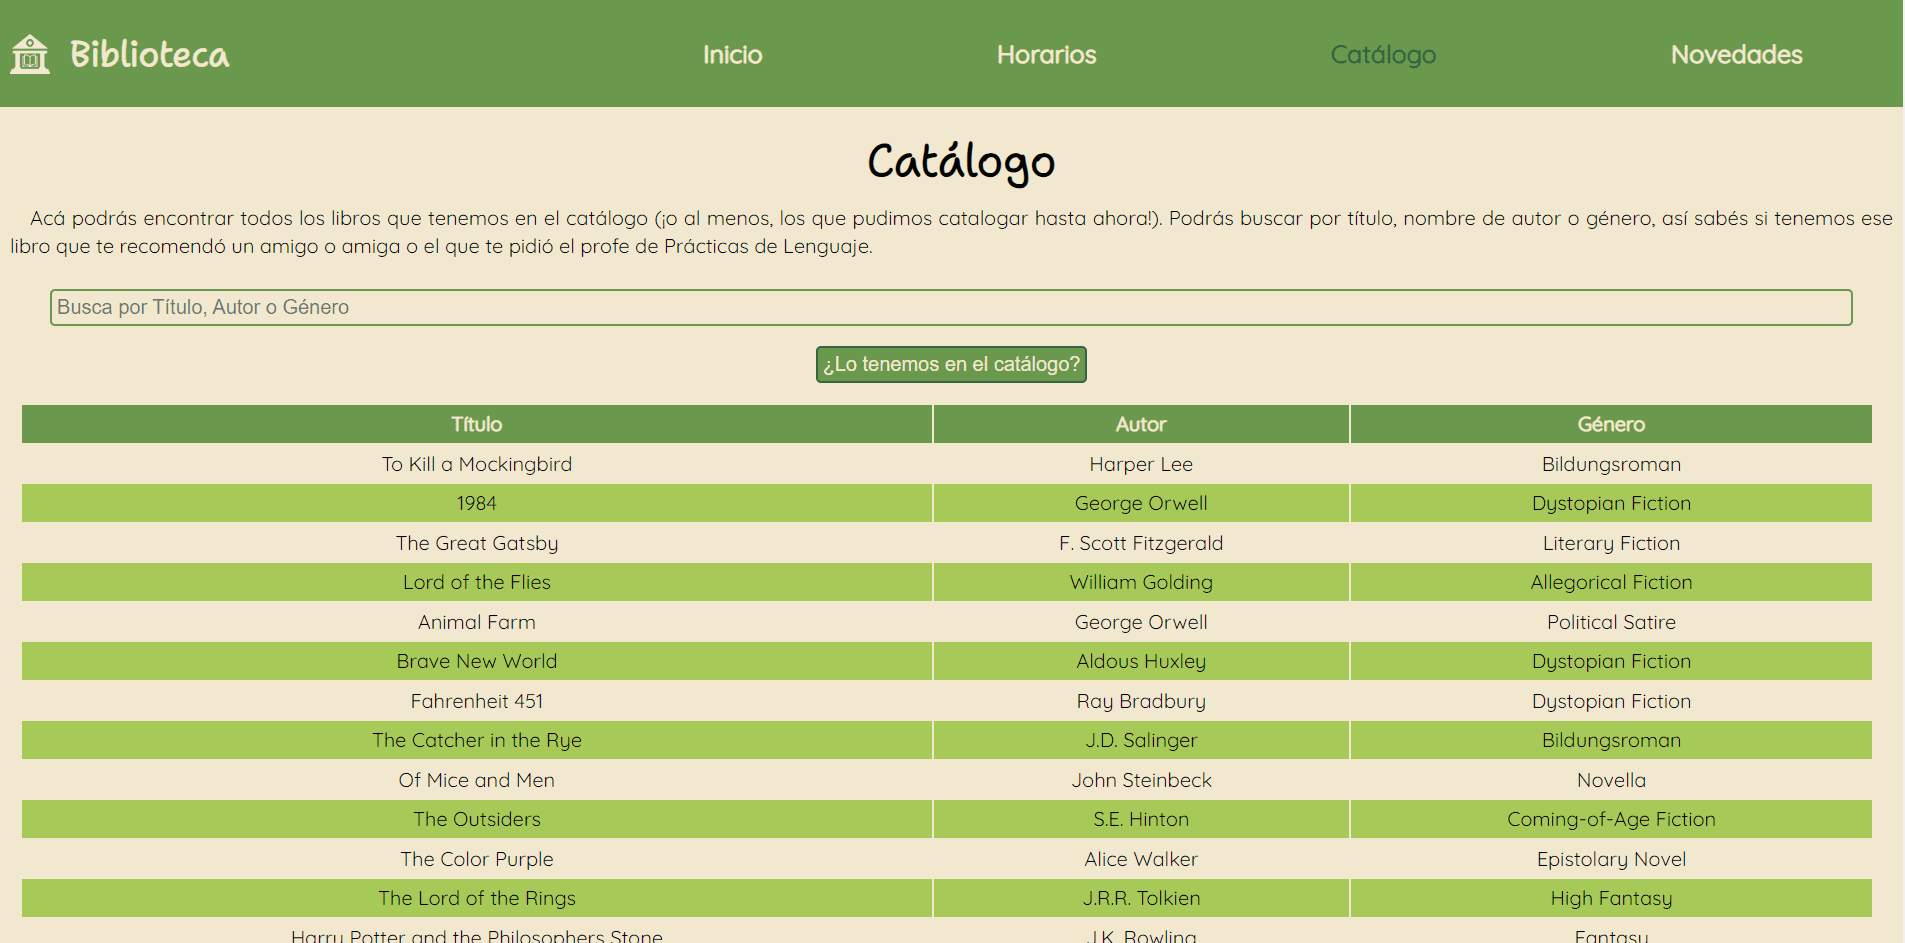 Biblioteca Inicio Horarios Catálogo Novedades
Catálogo
Acá podrás encontrar todos los libros que tenemos en el catálogo (¡o al menos, los que pudimos catalogar hasta ahora!). Podrás buscar por título, nombre de autor o género, así sabés si tenemos ese
libro que te recomendó un amigo o amiga o el que te pidió el profe de Prácticas de Lenguaje.
Busca por Título, Autor o Género
¿Lo tenemos en el catálogo?
Título Autor Género
To Kill a Mockingbird Harper Lee Bildungsroman
1984 George Orwell Dystopian Fiction
The Great Gatsby F. Scott Fitzgerald Literary Fiction
Lord of the Flies William Golding Allegorical Fiction
Animal Farm George Orwell Political Satire
Brave New World Aldous Huxley Dystopian Fiction
Fahrenheit 451 Ray Bradbury Dystopian Fiction
The Catcher in the Rye J.D. Salinger Bildungsroman
Of Mice and Men John Steinbeck Novella
The Outsiders S.E. Hinton Coming-of-Age Fiction
The Color Purple Alice Walker Epistolary Novel
The Lord of the Rings J.R.R. Tolkien High Fantasy
Harry Potter and the Philosophers Stone J.K. Rowling Fantasy